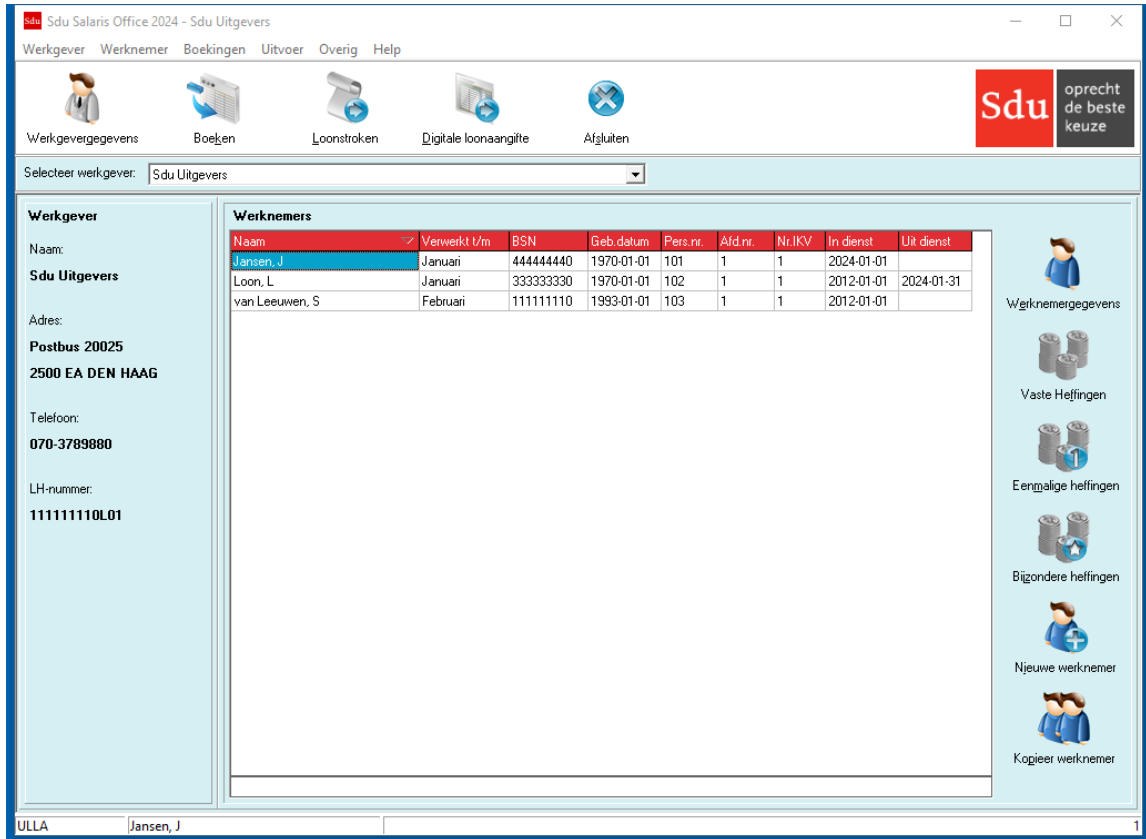 Sdu Sdu Salaris Office 2024 - Sdu Uitgevers
Werkgever Werknemer Boekingen Uitvoer Overig Help
Werkgevergegevens Boeken Loonstroken Digitale loonaangifte Afsluiten
Sdu oprecht
de beste
keuze
Selecteer werkgever: Sdu Uitgevers
Werkgever
Naam:
Sdu Uitgevers
Adres:
Postbus 20025
2500 EA DEN HAAG
Telefoon:
070-3789880
LH-nummer:
111111110L01
Werknemers
Naam Verwerkt t/m BSN Geb.datum Pers.nr. Afd.nr. Nr.IKV In dienst Uit dienst
Jansen, J Januari 444444440 1970-01-01 101 1 1 2024-01-01
Loon, L Januari 333333330 1970-01-01 102 1 1 2012-01-01 2024-01-31
van Leeuwen, S Februari 111111110 1993-01-01 103 1 1 2012-01-01
Werknemergegevens
Vaste Heffingen
1
Eenmalige heffingen
Bijzondere heffingen
Nieuwe werknemer
Kopieer werknemer
ULLA Jansen, J 1